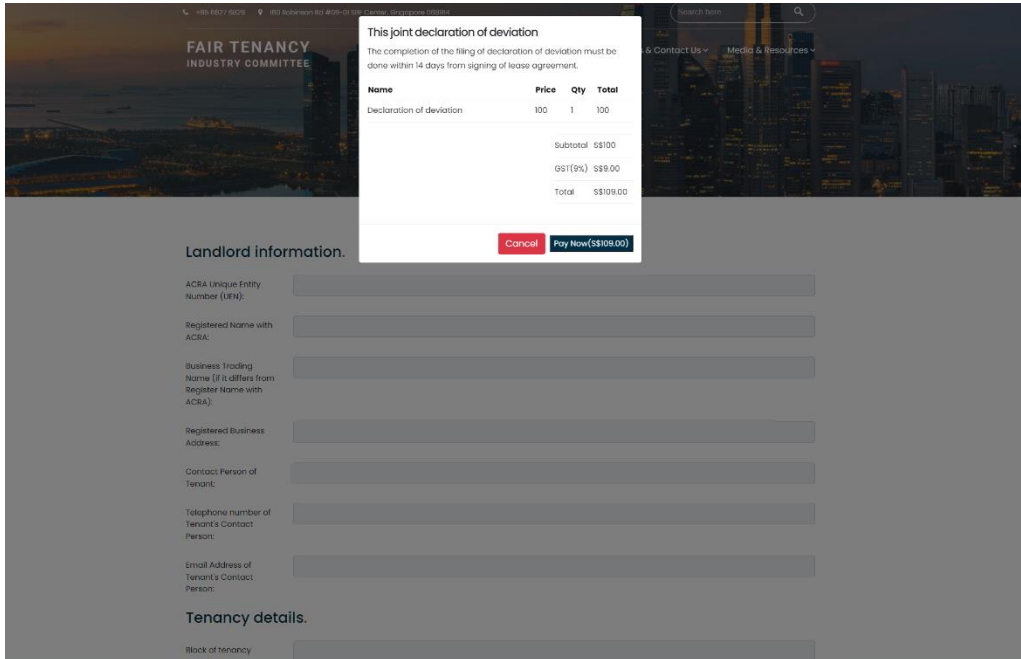 +65 6827 6828 160 Robinson Rd #06-01 SBF Center, Singapore 068914
Search here
FAIR TENANCY
INDUSTRY COMMITTEE
& Contact Us Media & Resources
This joint declaration of deviation
The completion of the filing of declaration of deviation must be
done within 14 days from signing of lease agreement.
Name Price Qty Total
Declaration of deviation 100 1 100
Subtotal S$100
GST(9%) S$9.00
Total S$109.00
Cancel Pay Now(S$109.00)
Landlord information.
ACRA Unique Entity
Number (UEN):
Registered Name with
ACRA:
Business Trading
Name (if it differs from
Register Name with
ACRA):
Registered Business
Address:
Contact Person of
Tenant:
Telephone number of
Tenant's Contact
Person:
Email Address of
Tenant's Contact
Person:
Tenancy details.
Block of tenancy